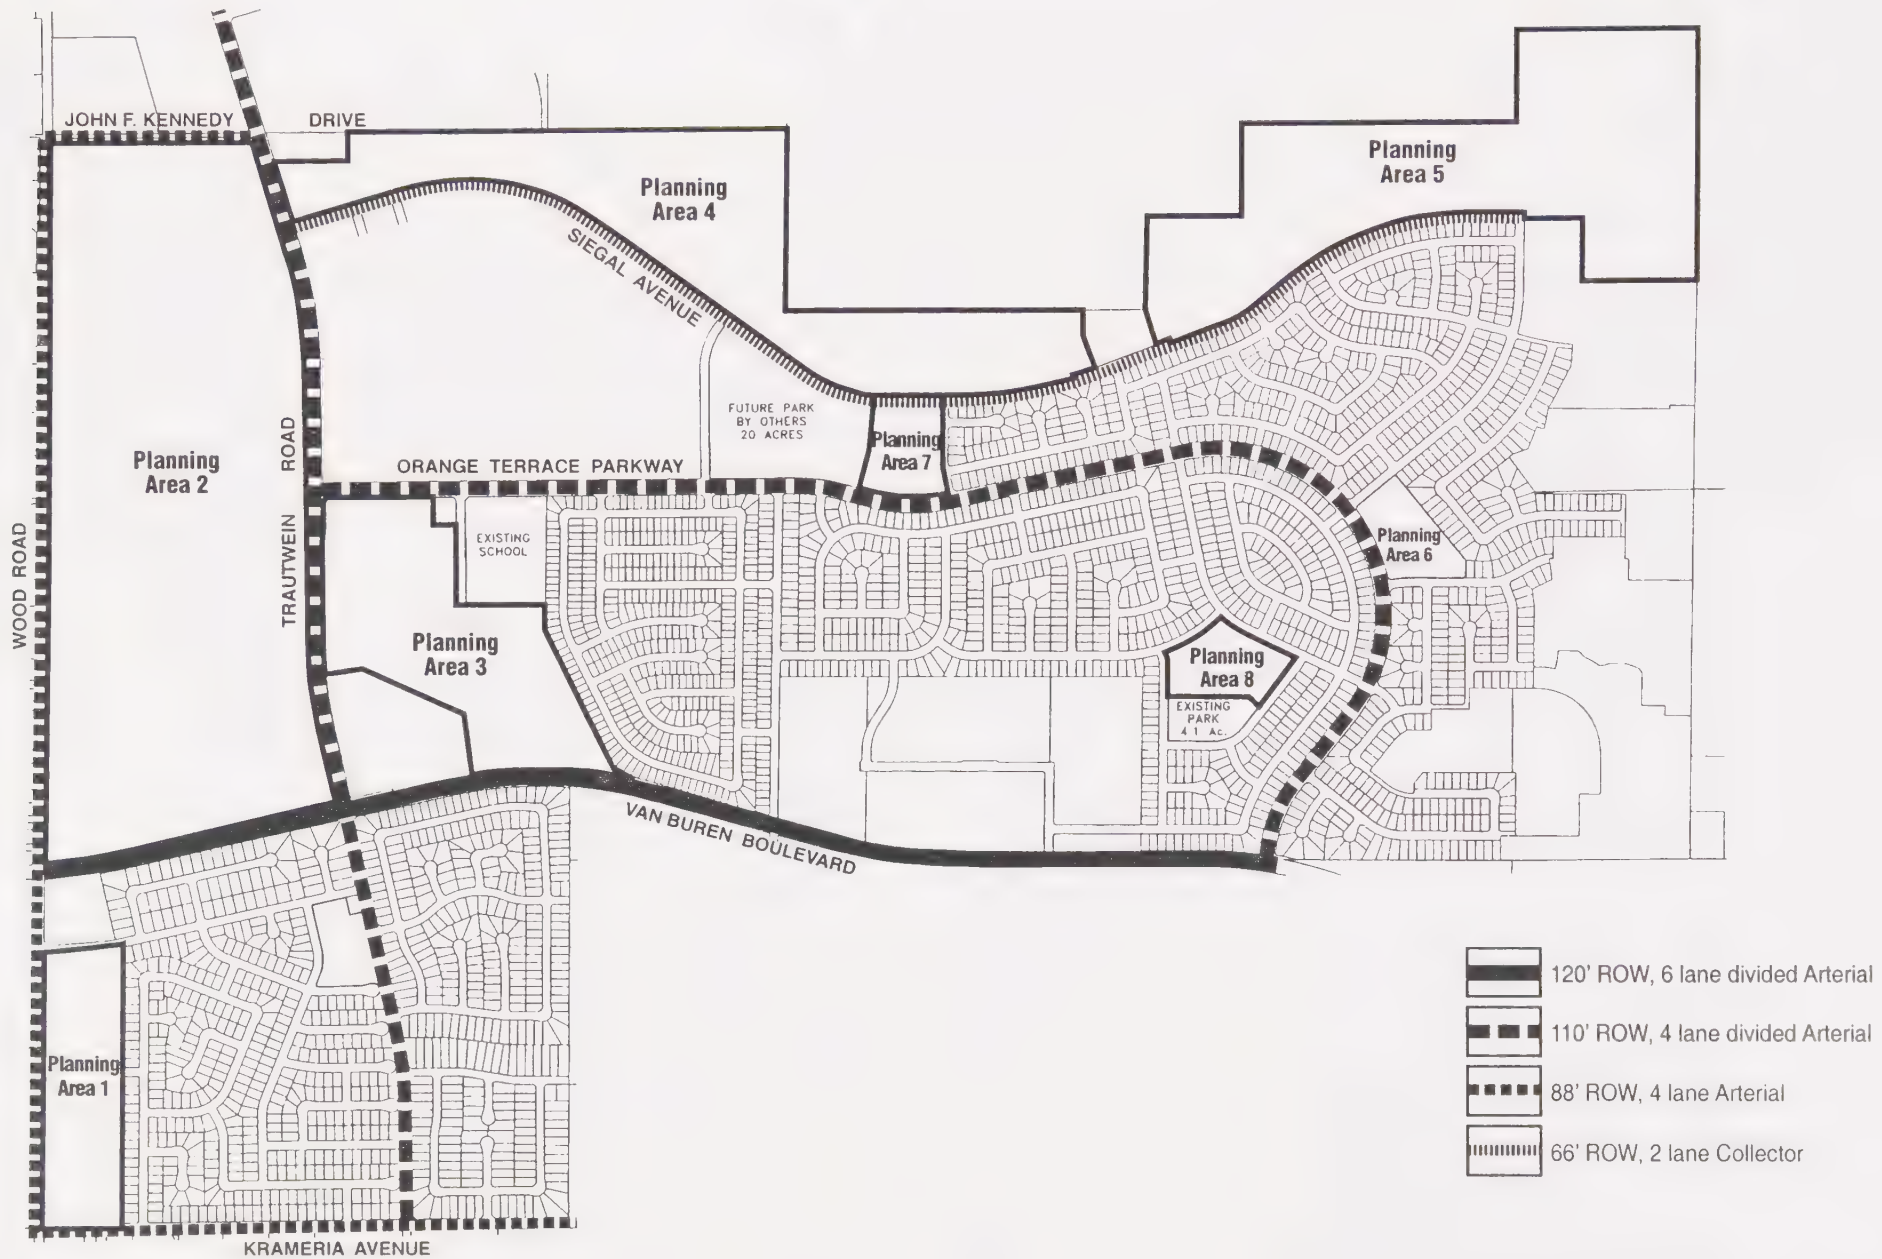 JOHN F. KENNEDY DRIVE
Planning
Area 5
Planning
Area 4
SIEGAL AVENUE
FUTURE PARK
BY OTHERS
20 ACRES
Planning
Area 7
Planning
Area 2
TRAUTWEIN ROAD
ORANGE TERRACE PARKWAY
WOOD ROAD
EXISTING
SCHOOL
Planning
Area 6
Planning
Area 3
Planning
Area 8
EXISTING
PARK
4.1 Ac.
VAN BUREN BOULEVARD
Planning
Area 1
KRAMERIA AVENUE
120' ROW, 6 lane divided Arterial
110' ROW, 4 lane divided Arterial
88' ROW, 4 lane Arterial
66' ROW, 2 lane Collector